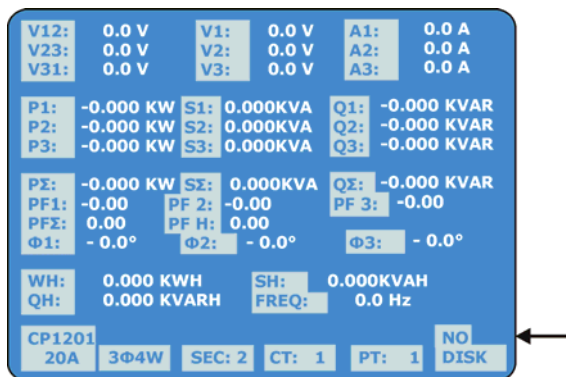 V12: 0.0 V V1: 0.0 V A1: 0.0 A
V23: 0.0 V V2: 0.0 V A2: 0.0 A
V31: 0.0 V V3: 0.0 V A3: 0.0 A
P1: -0.000 KW S1: 0.000KVA Q1: -0.000 KVAR
P2: -0.000 KW S2: 0.000KVA Q2: -0.000 KVAR
P3: -0.000 KW S3: 0.000KVA Q3: -0.000 KVAR
PΣ: -0.000 KW SΣ: 0.000KVA QΣ: -0.000 KVAR
PF1: -0.00 PF 2: -0.00 PF 3: -0.00
PFΣ: 0.00 PF H: 0.00
Φ1: - 0.0° Φ2: - 0.0° Φ3: - 0.0°
WH: 0.000 KWH SH: 0.000KVAH
QH: 0.000 KVARH FREQ: 0.0 Hz
CP1201 NO
20A 3Φ4W SEC: 2 CT: 1 PT: 1 DISK